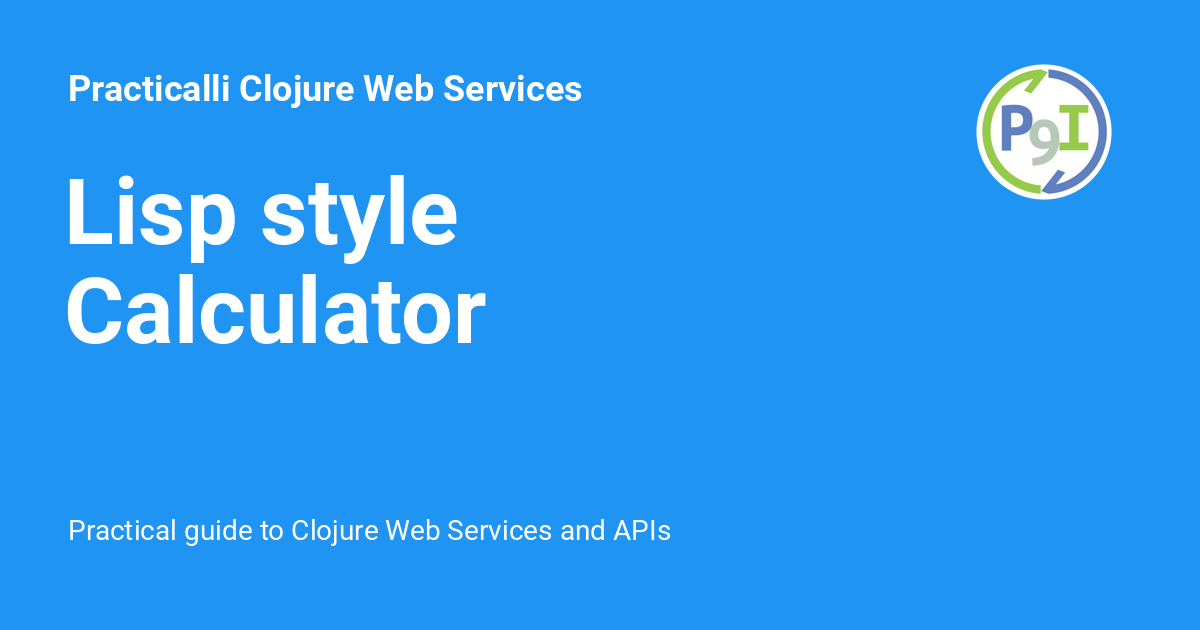 Practicalli Clojure Web Services
P9I
Lisp style
Calculator
Practical guide to Clojure Web Services and APIs